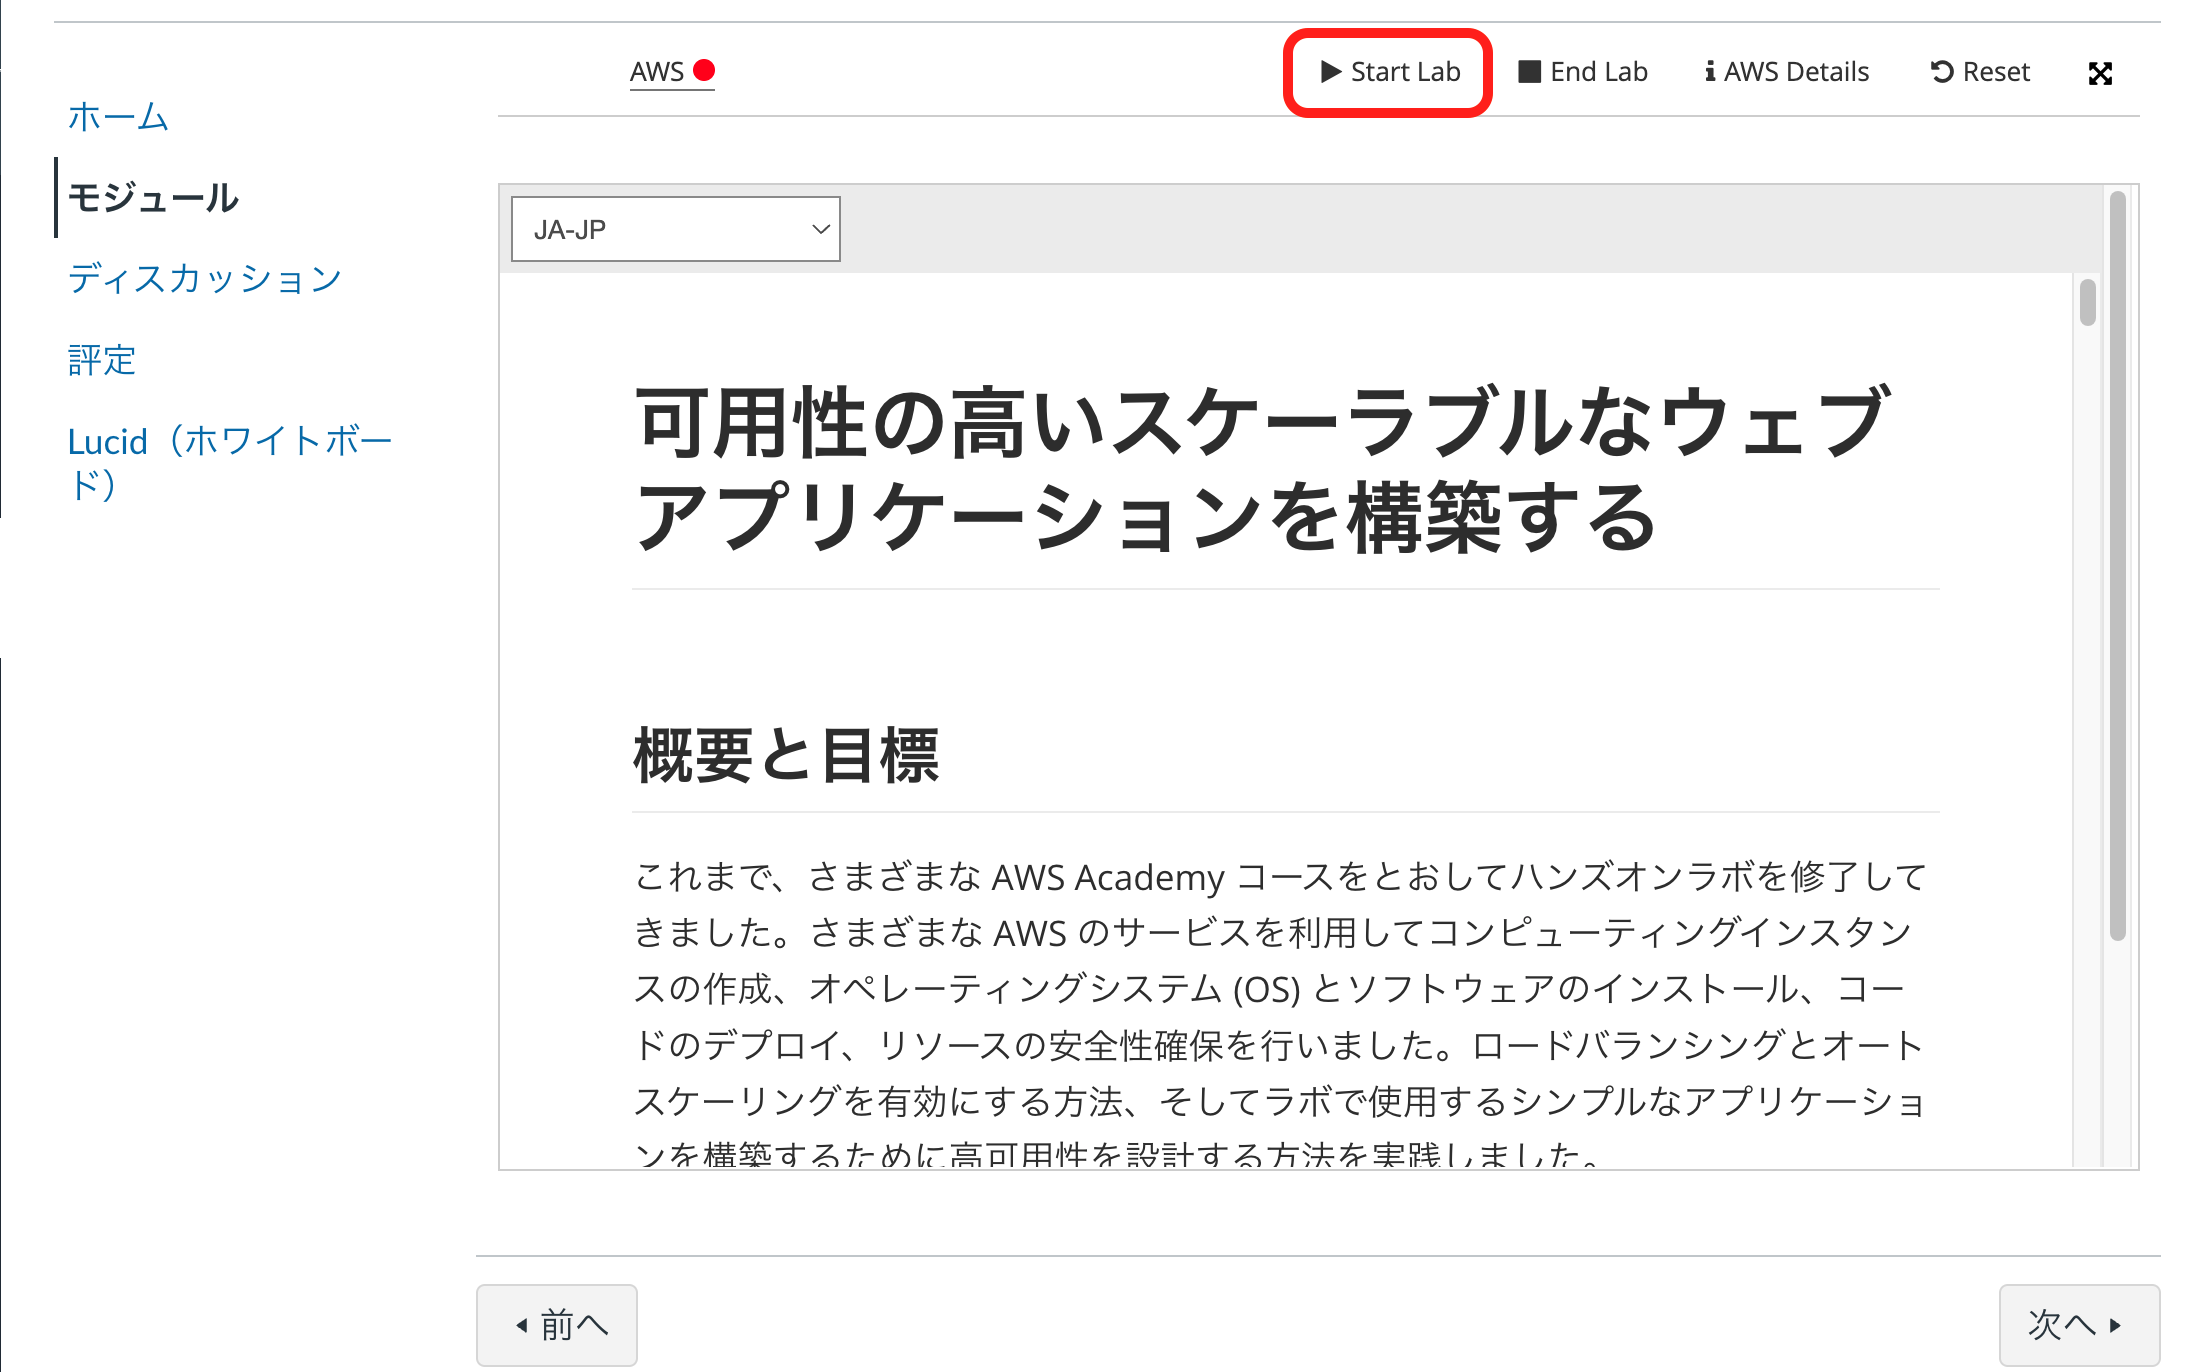 AWS
Start Lab
End Lab
AWS Details
Reset
ホーム
モジュール
ディスカッション
評定
Lucid（ホワイトボー
ド）
JA-JP
可用性の高いスケーラブルなウェブ
アプリケーションを構築する
概要と目標
これまで、さまざまな AWS Academy コースをとおしてハンズオンラボを修了して
きました。さまざまな AWS のサービスを利用してコンピューティングインスタン
スの作成、オペレーティングシステム (OS) とソフトウェアのインストール、コー
ドのデプロイ、リソースの安全性確保を行いました。ロードバランシングとオート
スケーリングを有効にする方法、そしてラボで使用するシンプルなアプリケーショ
ンを構築するために高可用性を設計する方法を実践しました。
前へ
次へ